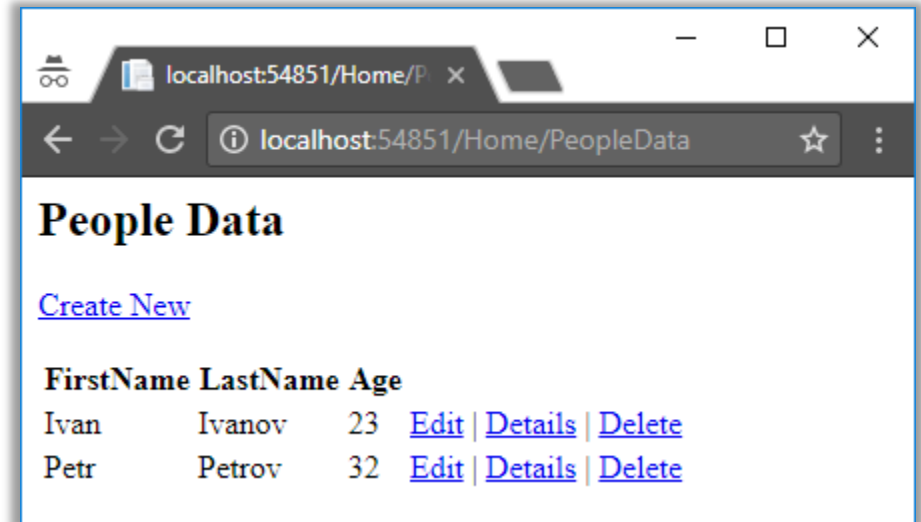 localhost:54851/Home/P
localhost:54851/Home/PeopleData
People Data
Create New
FirstName LastName Age
Ivan Ivanov 23 Edit | Details | Delete
Petr Petrov 32 Edit | Details | Delete